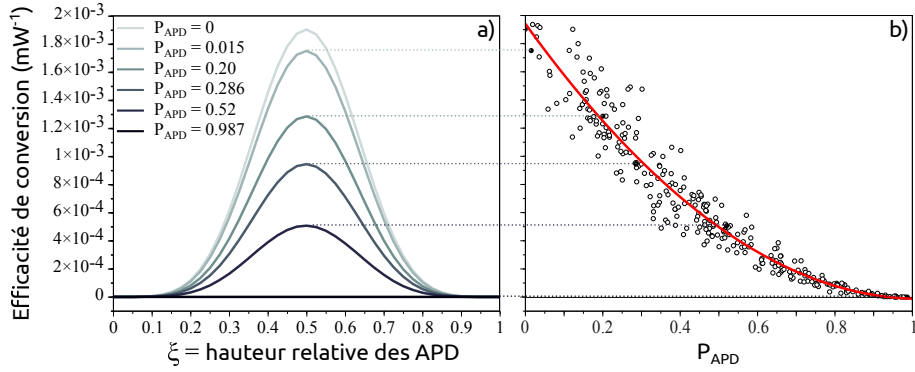 Efficacité de conversion (mW⁻¹)
2×10⁻³
1.8×10⁻³
1.6×10⁻³
1.4×10⁻³
1.2×10⁻³
1×10⁻³
8×10⁻⁴
6×10⁻⁴
4×10⁻⁴
2×10⁻⁴
0
a)
P_APD = 0
P_APD = 0.015
P_APD = 0.20
P_APD = 0.286
P_APD = 0.52
P_APD = 0.987
0 0.1 0.2 0.3 0.4 0.5 0.6 0.7 0.8 0.9 1
ξ = hauteur relative des APD
b)
0 0.2 0.4 0.6 0.8 1
P_APD